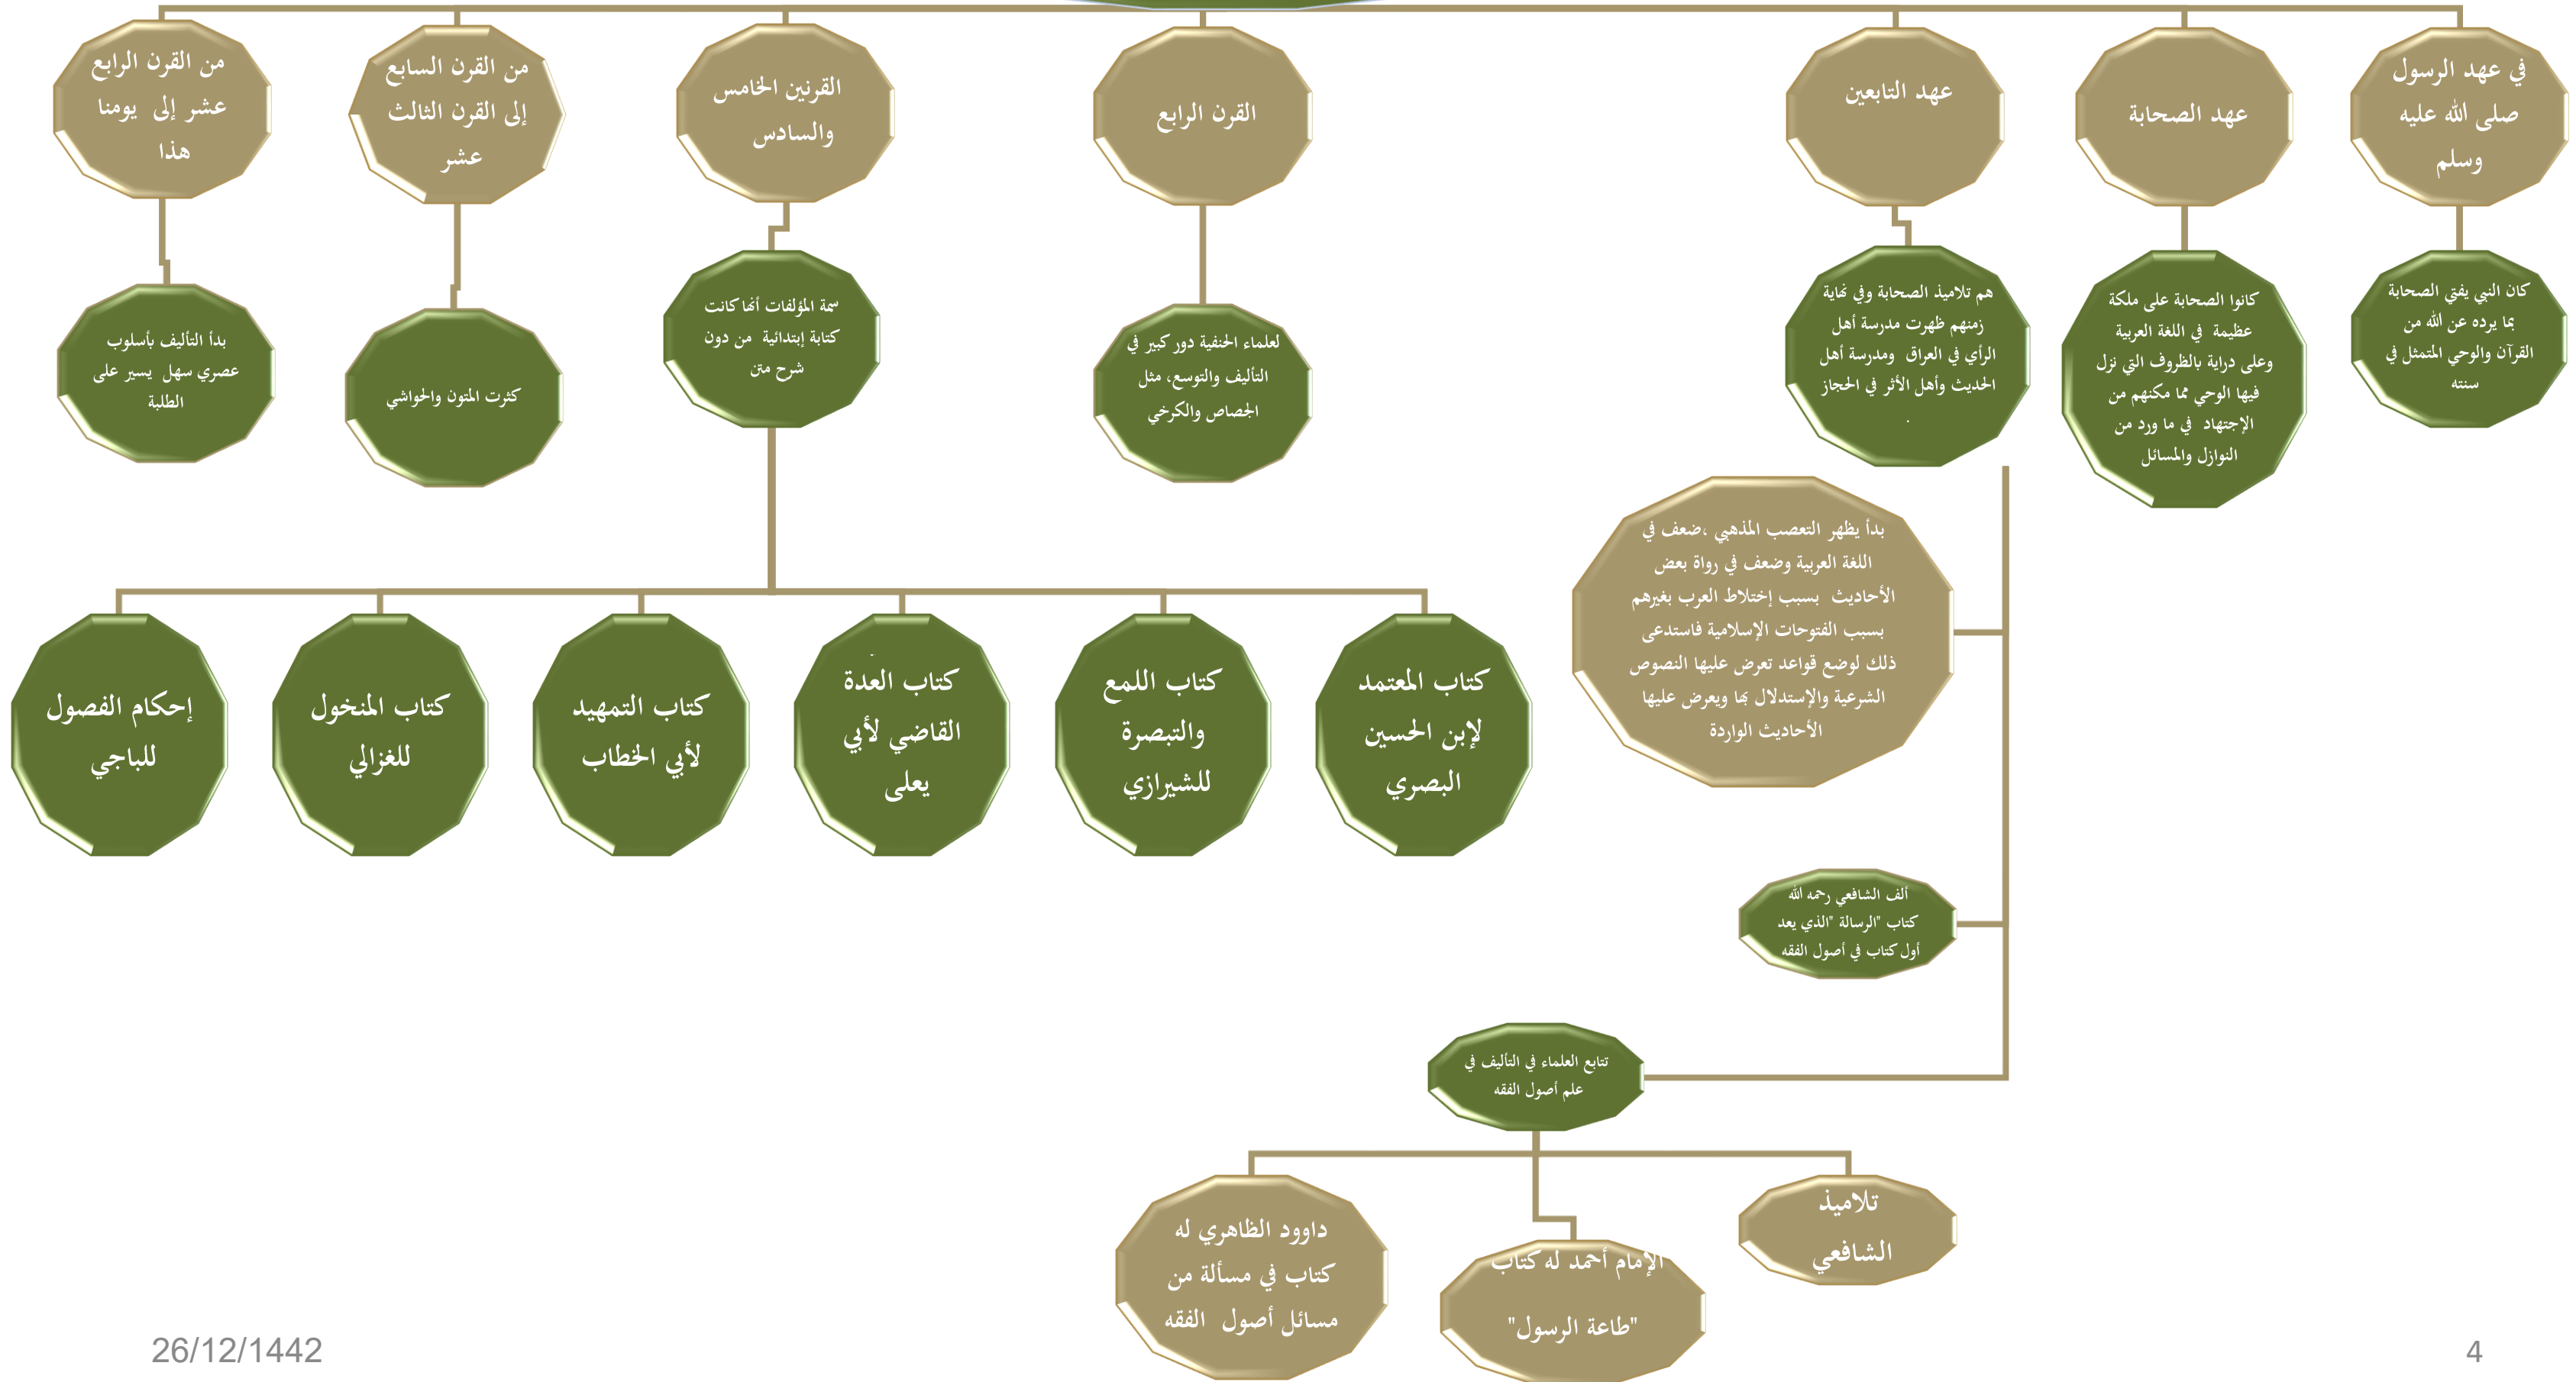 في عهد الرسول
صلى الله عليه
وسلم
عهد الصحابة
عهد التابعين
القرن الرابع
القرنين الخامس
والسادس
من القرن السابع
إلى القرن الثالث
عشر
من القرن الرابع
عشر إلى يومنا
هذا
كان النبي يفتي الصحابة
بما يرده عن الله من
القرآن والوحي المتمثل في
سنته
كانوا الصحابة على ملكة
عظيمة في اللغة العربية
وعلى دراية بالظروف التي نزل
فيها الوحي مما مكنهم من
الإجتهاد في ما ورد من
النوازل والمسائل
هم تلاميذ الصحابة وفي نهاية
زمنهم ظهرت مدرسة أهل
الرأي في العراق ومدرسة أهل
الحديث وأهل الأثر في الحجاز
.
لعلماء الحنفية دور كبير في
التأليف والتوسع، مثل
الجصاص والكرخي
سمة المؤلفات أنها كانت
كتابة إبتدائية من دون
شرح متن
كثرت المتون والحواشي
بدأ التأليف بأسلوب
عصري سهل يسير على
الطلبة
بدأ يظهر التعصب المذهبي ،ضعف في
اللغة العربية وضعف في رواة بعض
الأحاديث بسبب إختلاط العرب بغيرهم
بسبب الفتوحات الإسلامية فاستدعى
ذلك لوضع قواعد تعرض عليها النصوص
الشرعية والإستدلال بها ويعرض عليها
الأحاديث الواردة
كتاب المعتمد
لإبن الحسين
البصري
كتاب اللمع
والتبصرة
للشيرازي
كتاب العدة
القاضي لأبي
يعلى
كتاب التمهيد
لأبي الخطاب
كتاب المنخول
للغزالي
إحكام الفصول
للباجي
ألف الشافعي رحمه الله
كتاب "الرسالة "الذي يعد
أول كتاب في أصول الفقه
تتابع العلماء في التأليف في
علم أصول الفقه
تلاميذ
الشافعي
الإمام أحمد له كتاب
"طاعة الرسول"
داوود الظاهري له
كتاب في مسألة من
مسائل أصول الفقه
26/12/1442
4